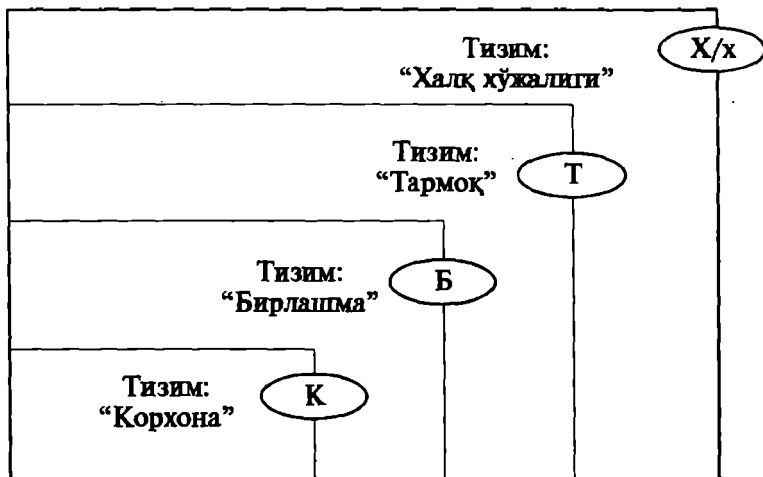 Тизим:
“Халқ хўжалиги”
Х/х
Тизим:
“Тармоқ”
Т
Тизим:
“Бирлашма”
Б
Тизим:
“Корхона”
К